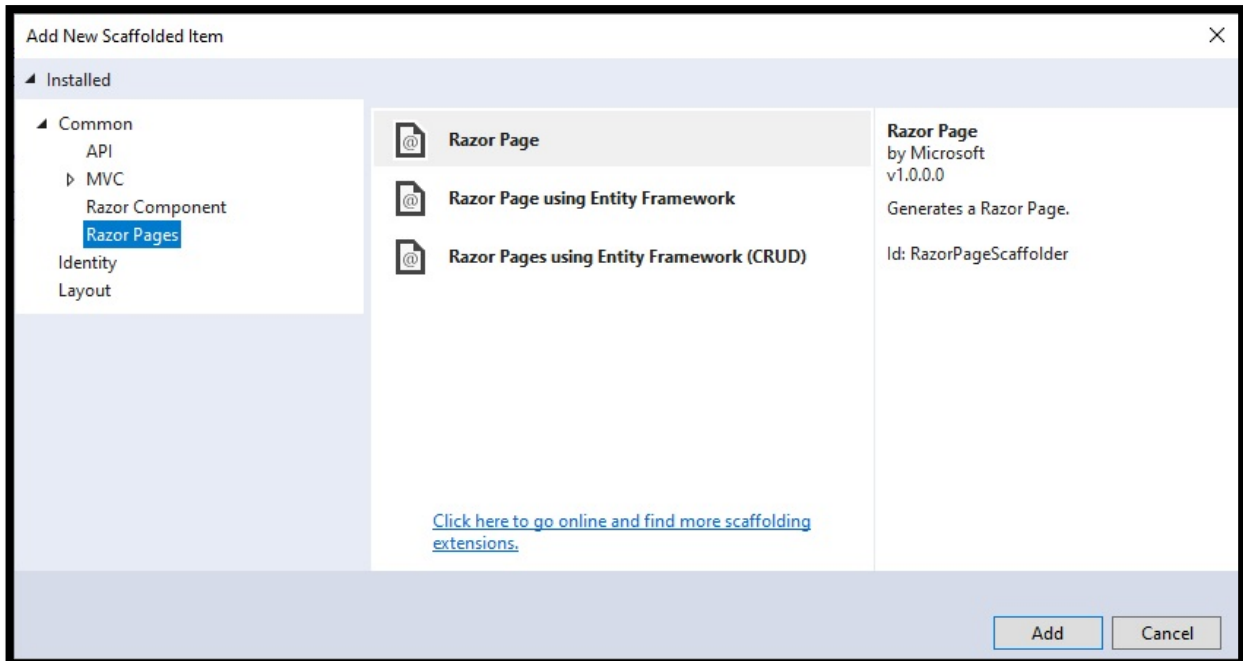 Add New Scaffolded Item
Installed
Common
API
MVC
Razor Component
Razor Pages
Identity
Layout
Razor Page
Razor Page using Entity Framework
Razor Pages using Entity Framework (CRUD)
Click here to go online and find more scaffolding
extensions.
Razor Page
by Microsoft
v1.0.0.0
Generates a Razor Page.
Id: RazorPageScaffolder
Add
Cancel